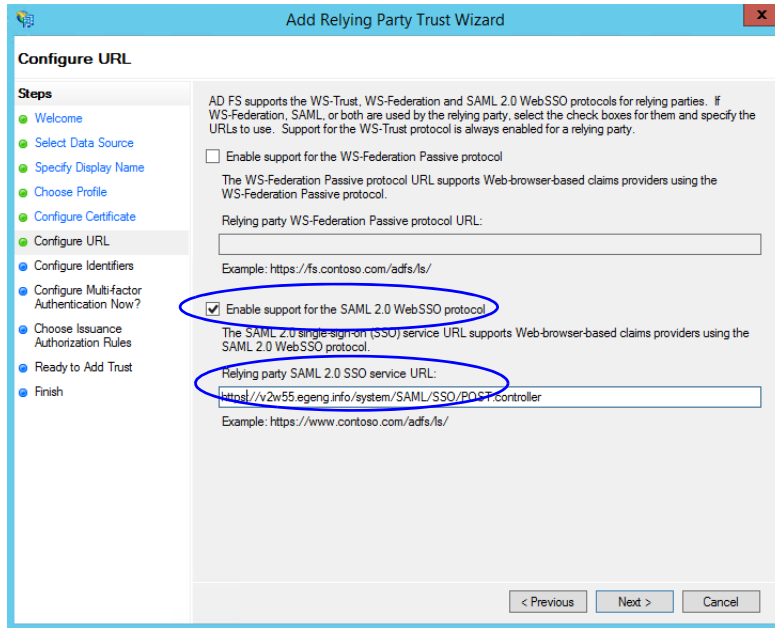 Add Relying Party Trust Wizard
x
Configure URL
Steps
Welcome
Select Data Source
Specify Display Name
Choose Profile
Configure Certificate
Configure URL
Configure Identifiers
Configure Multi-factor
Authentication Now?
Choose Issuance
Authorization Rules
Ready to Add Trust
Finish
AD FS supports the WS-Trust, WS-Federation and SAML 2.0 WebSSO protocols for relying parties. If
WS-Federation, SAML, or both are used by the relying party, select the check boxes for them and specify the
URLs to use. Support for the WS-Trust protocol is always enabled for a relying party.
Enable support for the WS-Federation Passive protocol
The WS-Federation Passive protocol URL supports Web-browser-based claims providers using the
WS-Federation Passive protocol.
Relying party WS-Federation Passive protocol URL:
Example: https://fs.contoso.com/adfs/ls/
Enable support for the SAML 2.0 WebSSO protocol
The SAML 2.0 single-sign-on (SSO) service URL supports Web-browser-based claims providers using the
SAML 2.0 WebSSO protocol.
Relying party SAML 2.0 SSO service URL:
https://v2w55.egeng.info/system/SAML/SSO/POST.controller
Example: https://www.contoso.com/adfs/ls/
< Previous
Next >
Cancel